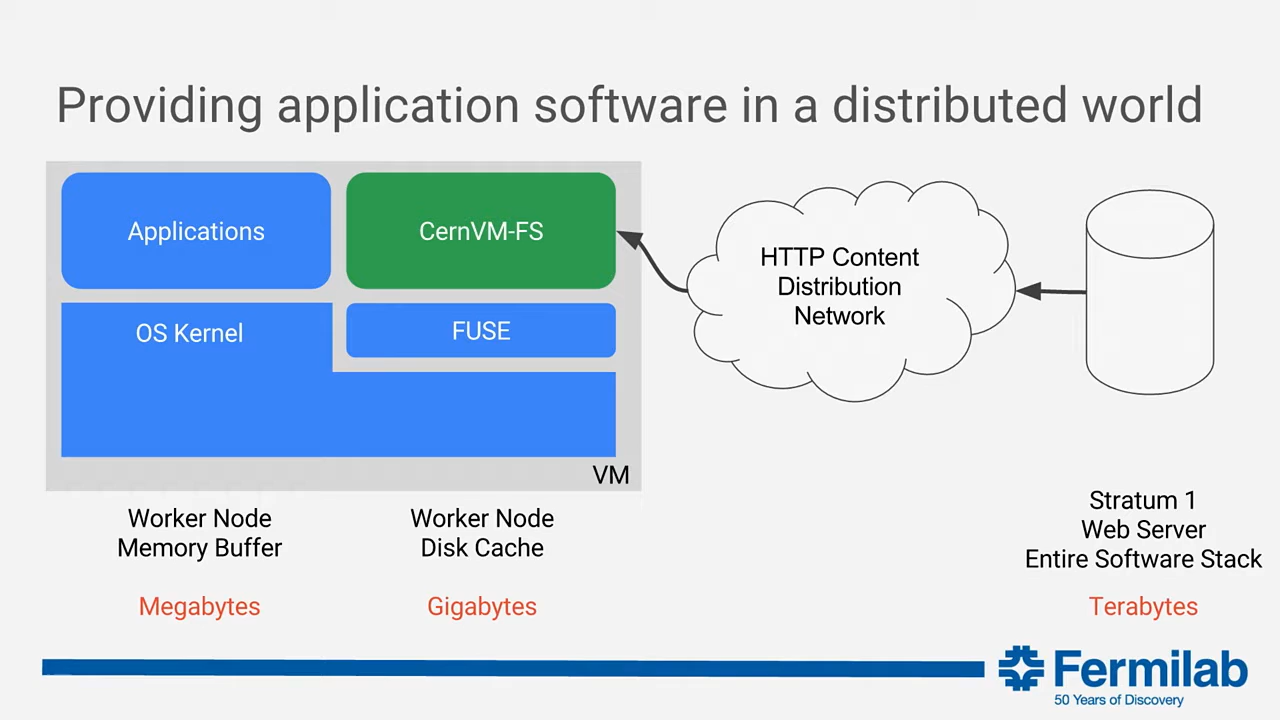 Providing application software in a distributed world
Applications
CernVM-FS
OS Kernel
FUSE
VM
HTTP Content
Distribution
Network
Worker Node
Memory Buffer
Megabytes
Worker Node
Disk Cache
Gigabytes
Stratum 1
Web Server
Entire Software Stack
Terabytes
Fermilab
50 Years of Discovery